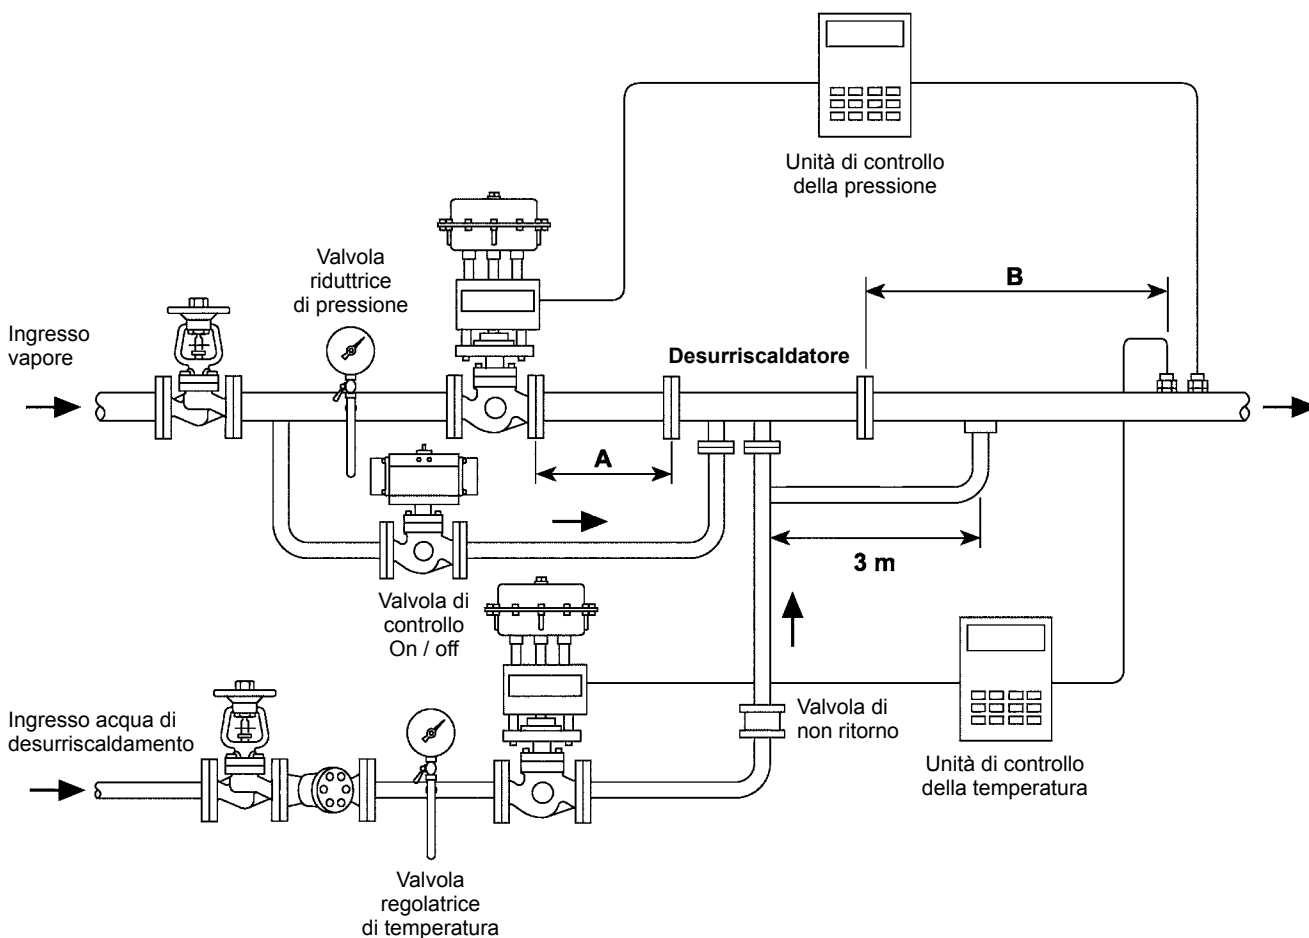 Unità di controllo
della pressione
Valvola
riduttrice
di pressione
B
Ingresso
vapore
Desurriscaldatore
A
3 m
Valvola di
controllo
On / off
Ingresso acqua di
desurriscaldamento
Valvola di
non ritorno
Unità di controllo
della temperatura
Valvola
regolatrice
di temperatura